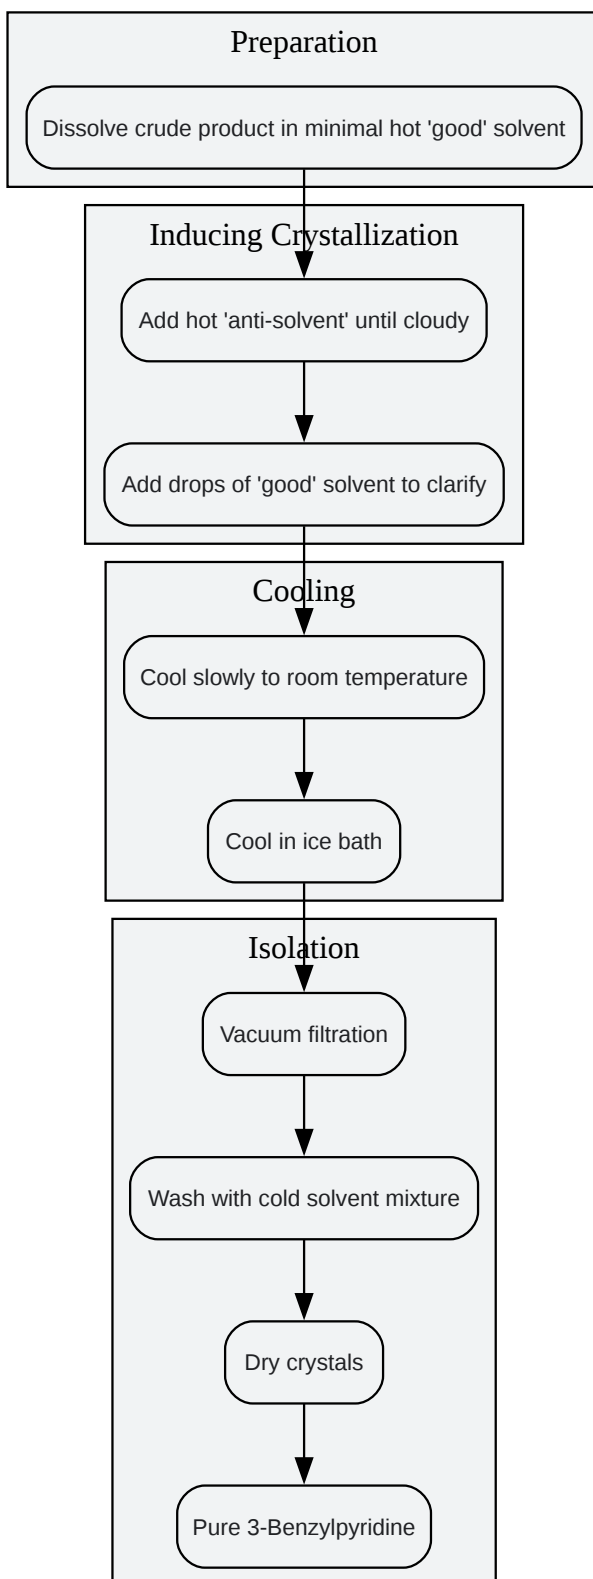 Preparation
Dissolve crude product in minimal hot 'good' solvent
Inducing Crystallization
Add hot 'anti-solvent' until cloudy
Add drops of 'good' solvent to clarify
Cooling
Cool slowly to room temperature
Cool in ice bath
Isolation
Vacuum filtration
Wash with cold solvent mixture
Dry crystals
Pure 3-Benzylpyridine